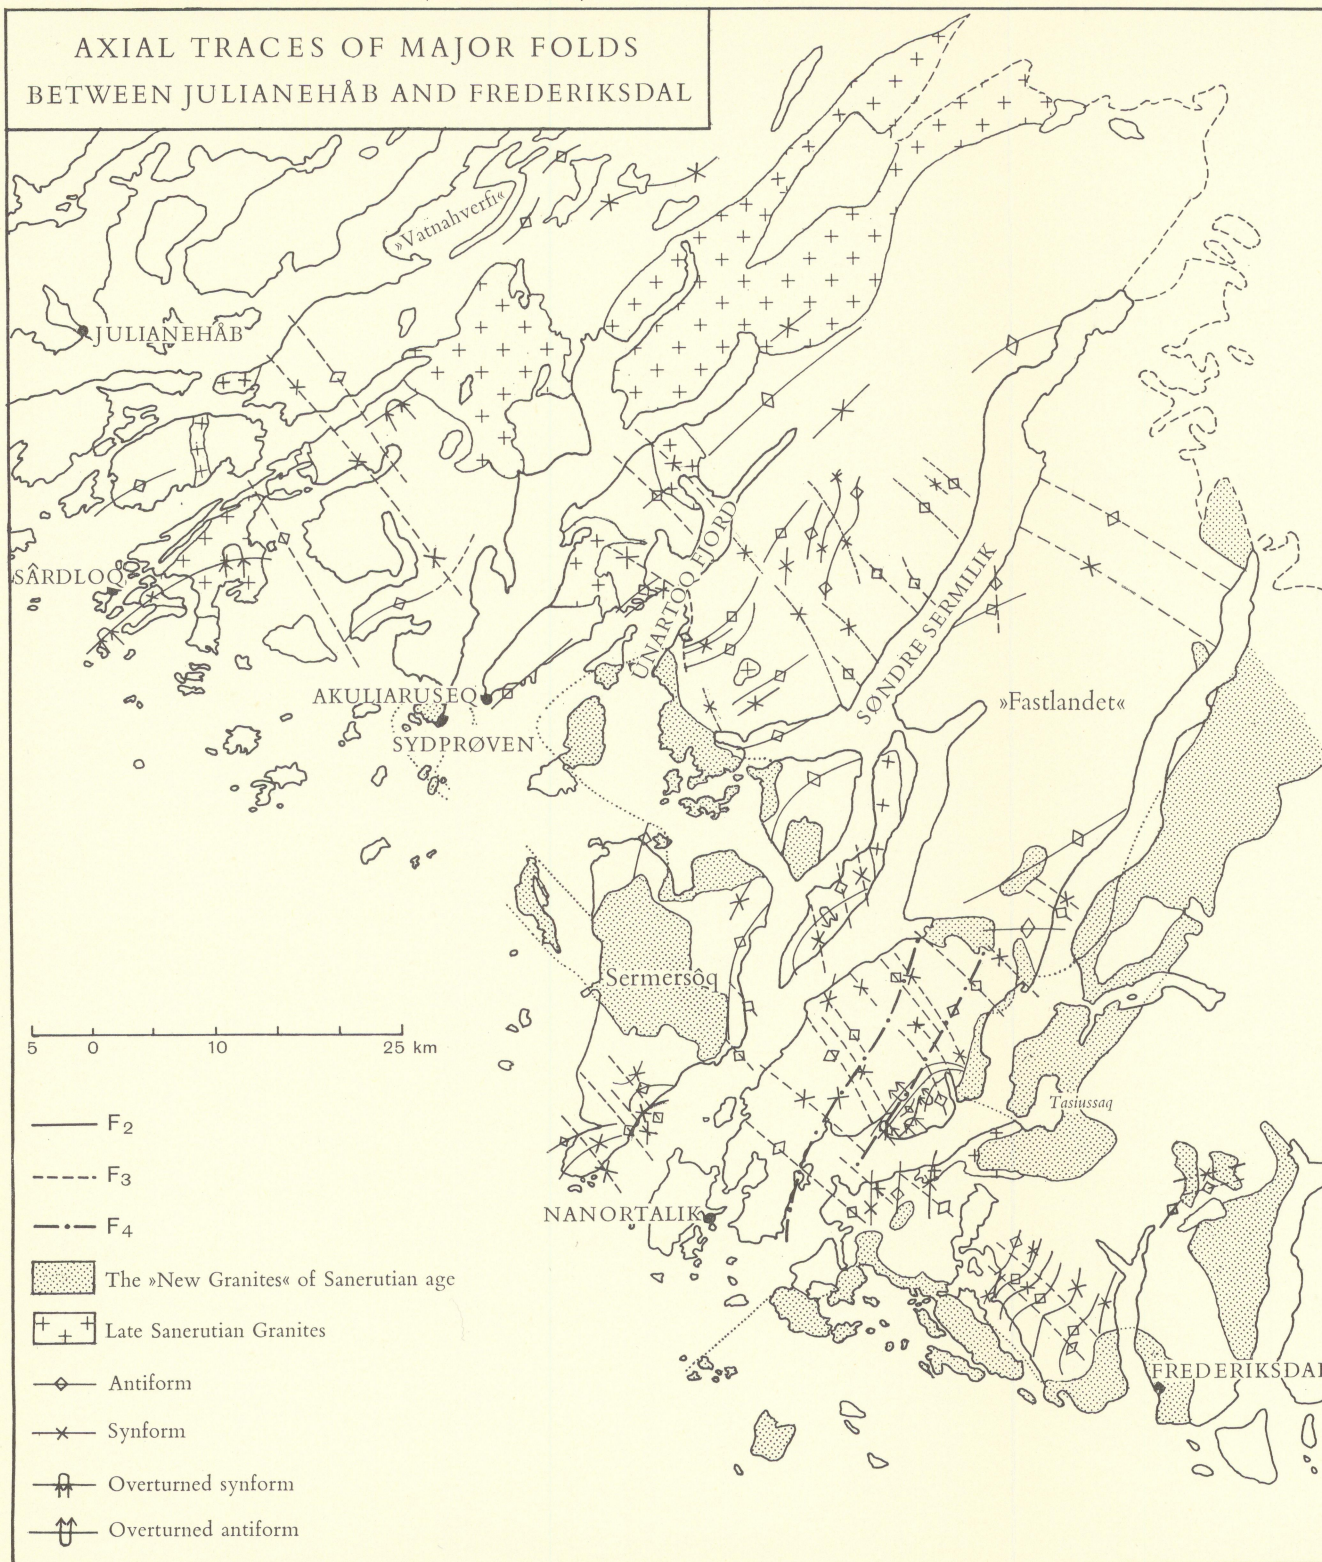 AXIAL TRACES OF MAJOR FOLDS
BETWEEN JULIANEHÅB AND FREDERIKSDAL
»Vatnahverfi«
JULIANEHÅB
SÂRDLOQ
ÛNARTOQ FJORD
SØNDRE SERMILIK
AKULIARUSEQ
SYDPRØVEN
»Fastlandet«
Sermersôq
5 0 10 25 km
Tasiussaq
NANORTALIK
FREDERIKSDAL
F2
F3
F4
The »New Granites« of Sanerutian age
Late Sanerutian Granites
Antiform
Synform
Overturned synform
Overturned antiform